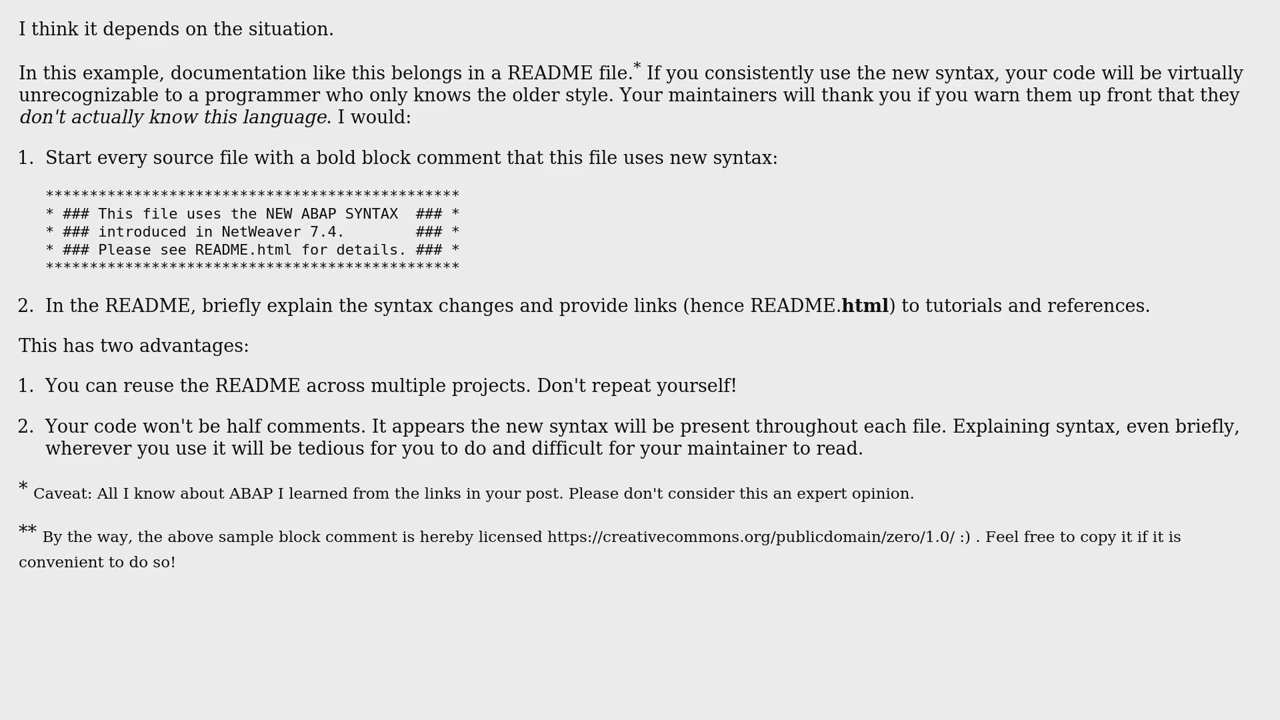 I think it depends on the situation.
In this example, documentation like this belongs in a README file.* If you consistently use the new syntax, your code will be virtually
unrecognizable to a programmer who only knows the older style. Your maintainers will thank you if you warn them up front that they
don't actually know this language. I would:
1. Start every source file with a bold block comment that this file uses new syntax:
***********************************************
* ### This file uses the NEW ABAP SYNTAX  ### *
* ### introduced in NetWeaver 7.4.        ### *
* ### Please see README.html for details. ### *
***********************************************
2. In the README, briefly explain the syntax changes and provide links (hence README.html) to tutorials and references.
This has two advantages:
1. You can reuse the README across multiple projects. Don't repeat yourself!
2. Your code won't be half comments. It appears the new syntax will be present throughout each file. Explaining syntax, even briefly,
wherever you use it will be tedious for you to do and difficult for your maintainer to read.
* Caveat: All I know about ABAP I learned from the links in your post. Please don't consider this an expert opinion.
** By the way, the above sample block comment is hereby licensed https://creativecommons.org/publicdomain/zero/1.0/ :) . Feel free to copy it if it is
convenient to do so!